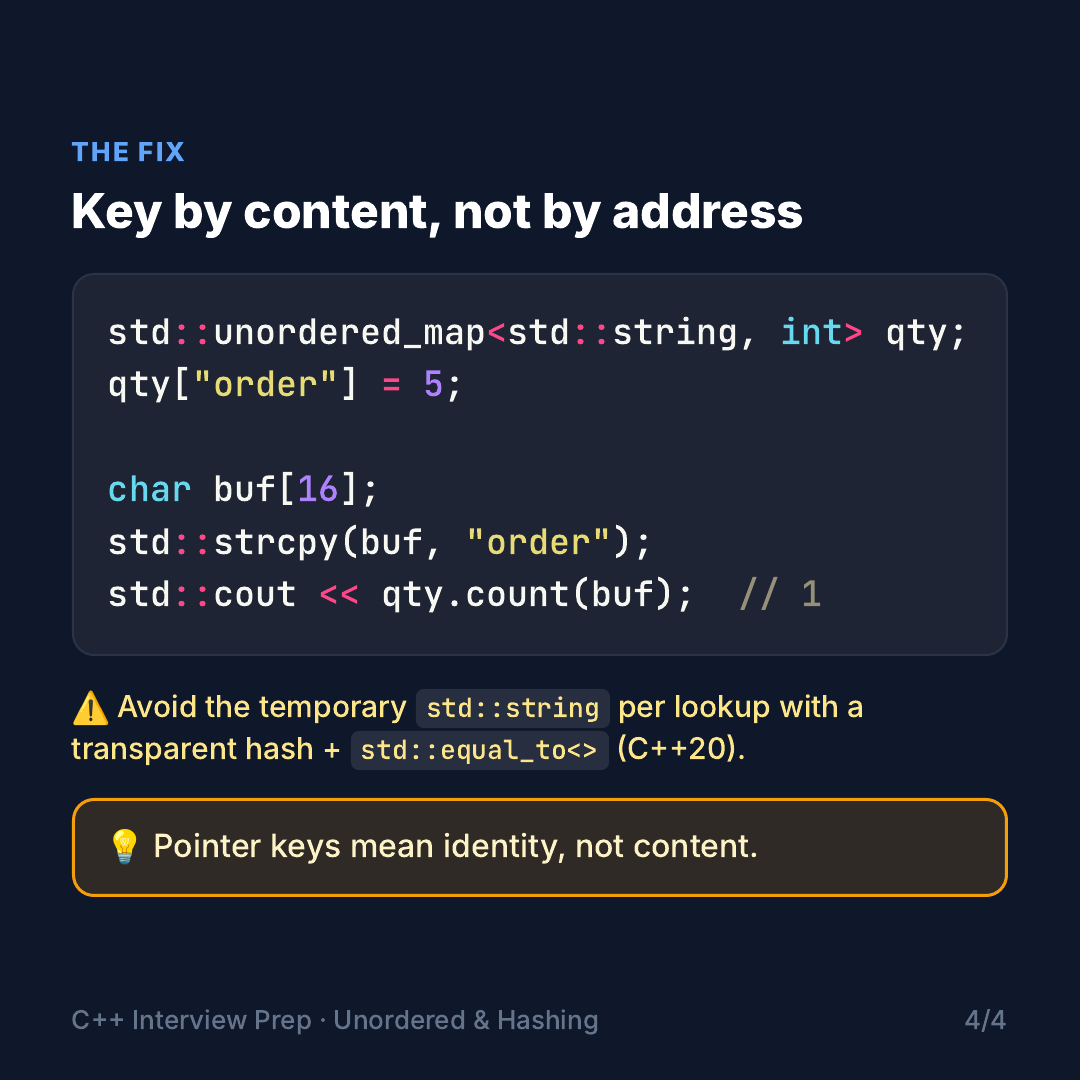 THE FIX
Key by content, not by address
std::unordered_map<std::string, int> qty;
qty["order"] = 5;
char buf[16];
std::strcpy(buf, "order");
std::cout << qty.count(buf);  // 1
⚠️ Avoid the temporary std::string per lookup with a
transparent hash + std::equal_to<> (C++20).
💡 Pointer keys mean identity, not content.
C++ Interview Prep · Unordered & Hashing
4/4